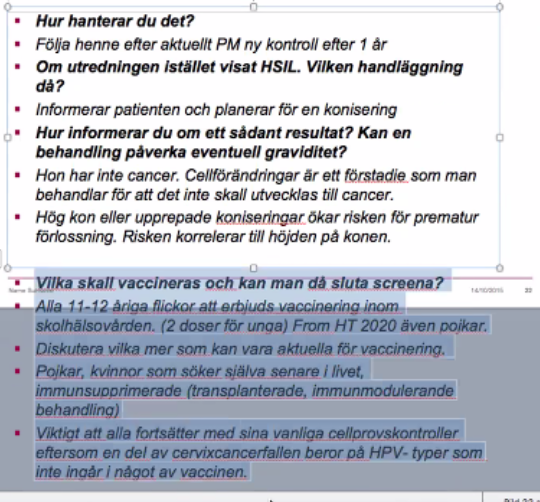 Hur hanterar du det?
Följa henne efter aktuellt PM ny kontroll efter 1 år
Om utredningen istället visat HSIL. Vilken handläggning
då?
Informerar patienten och planerar för en konisering
Hur informerar du om ett sådant resultat? Kan en
behandling påverka eventuell graviditet?
Hon har inte cancer. Cellförändringar är ett förstadie som man
behandlar för att det inte skall utvecklas till cancer.
Hög kon eller upprepade koniseringar ökar risken för prematur
förlossning. Risken korrelerar till höjden på konen.
Vilka skall vaccineras och kan man då sluta screena?
14/10/2015 22
Alla 11-12 åriga flickor att erbjuds vaccinering inom
skolhälsovården. (2 doser för unga) From HT 2020 även pojkar.
Diskutera vilka mer som kan vara aktuella för vaccinering.
Pojkar, kvinnor som söker själva senare i livet,
immunsupprimerade (transplanterade, immunmodulerande
behandling)
Viktigt att alla fortsätter med sina vanliga cellprovskontroller
eftersom en del av cervixcancerfallen beror på HPV- typer som
inte ingår i något av vaccinen.